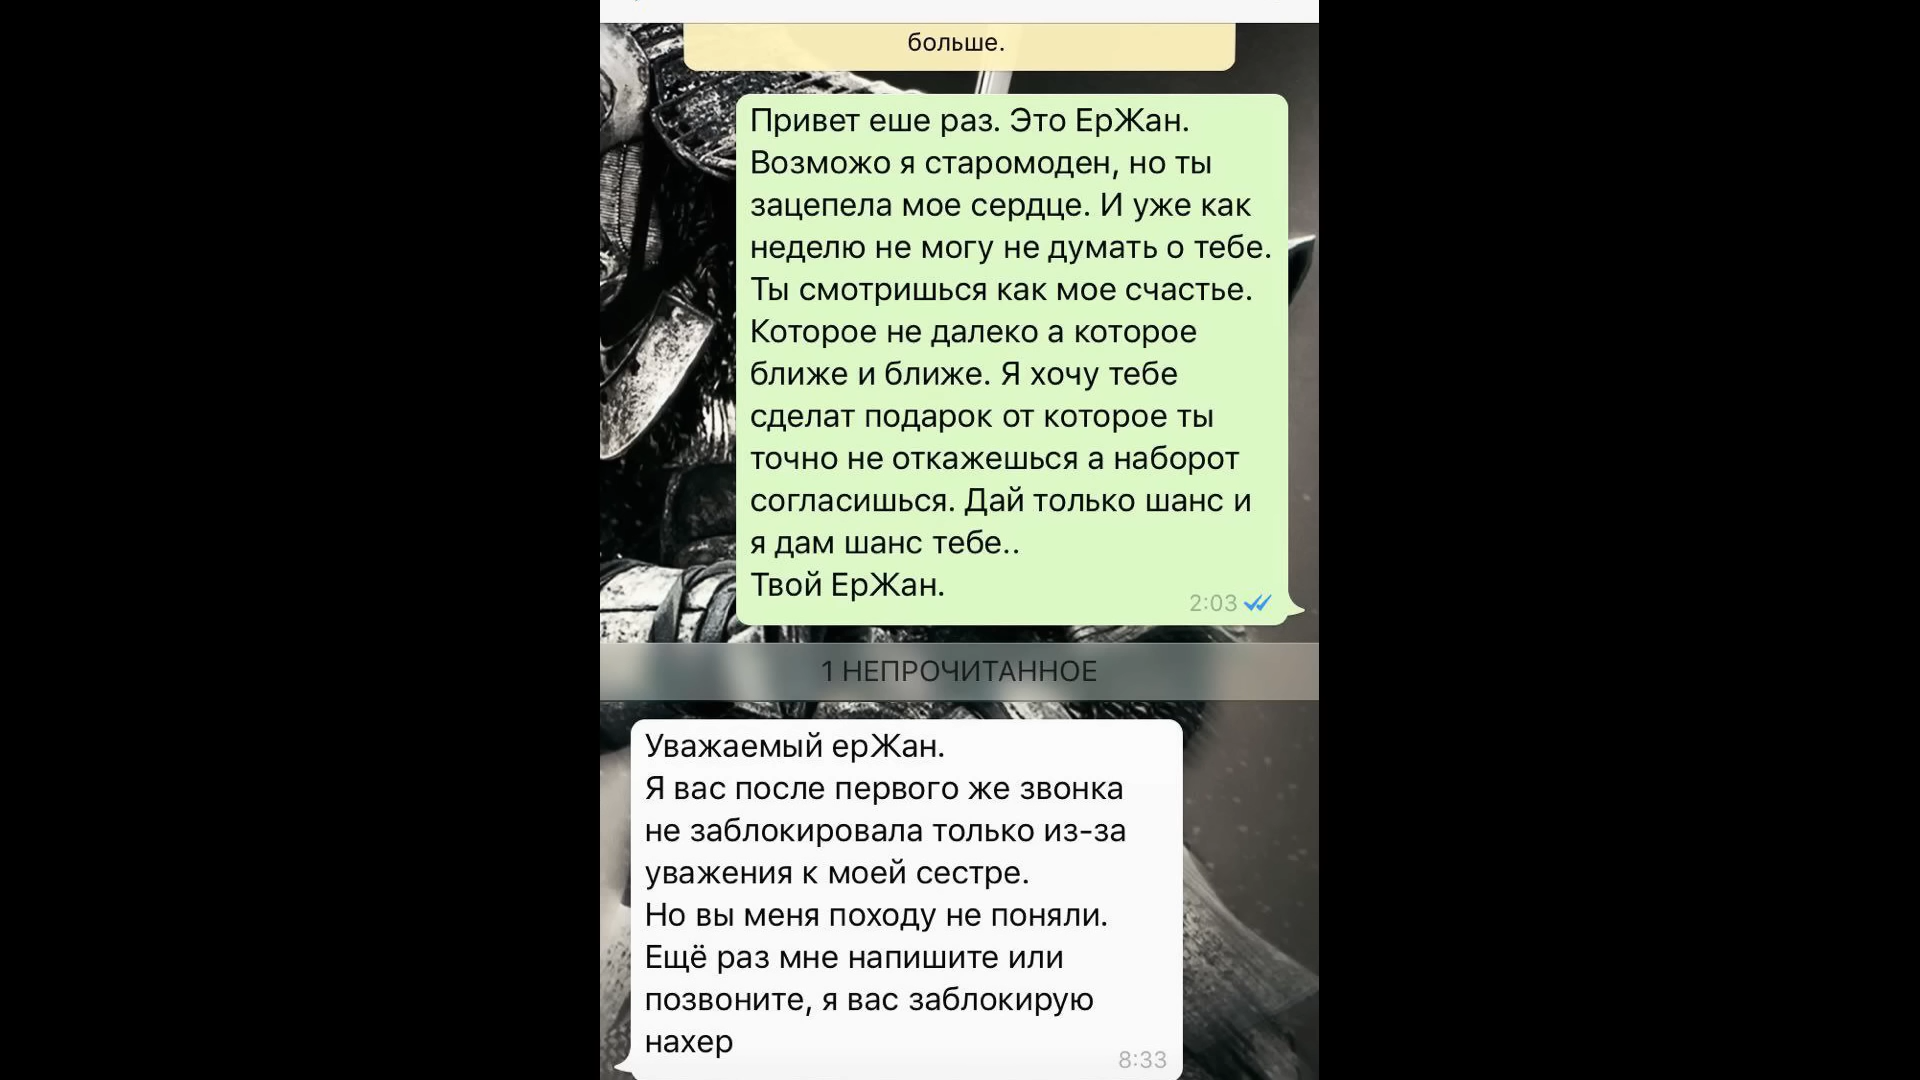 больше.
Привет еше раз. Это ЕрЖан.
Возможо я старомоден, но ты
зацепела мое сердце. И уже как
неделю не могу не думать о тебе.
Ты смотришься как мое счастье.
Которое не далеко а которое
ближе и ближе. Я хочу тебе
сделат подарок от которое ты
точно не откажешься а наборот
согласишься. Дай только шанс и
я дам шанс тебе..
Твой ЕрЖан.
2:03
1 НЕПРОЧИТАННОЕ
Уважаемый ерЖан.
Я вас после первого же звонка
не заблокировала только из-за
уважения к моей сестре.
Но вы меня походу не поняли.
Ещё раз мне напишите или
позвоните, я вас заблокирую
нахер
8:33